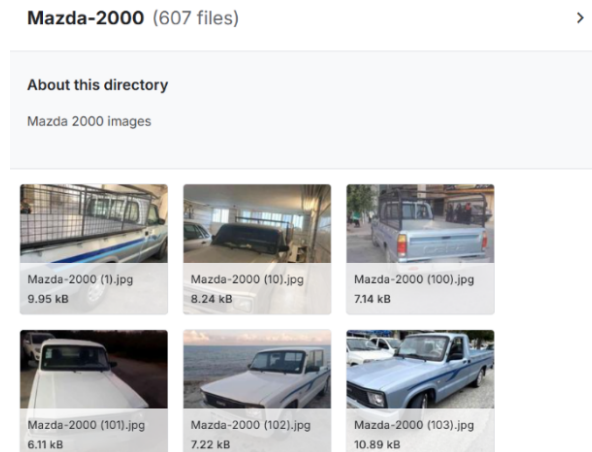 Mazda-2000 (607 files)
About this directory
Mazda 2000 images
Mazda-2000 (1).jpg
9.95 kB
Mazda-2000 (10).jpg
8.24 kB
Mazda-2000 (100).jpg
7.14 kB
Mazda-2000 (101).jpg
6.11 kB
Mazda-2000 (102).jpg
7.22 kB
Mazda-2000 (103).jpg
10.89 kB